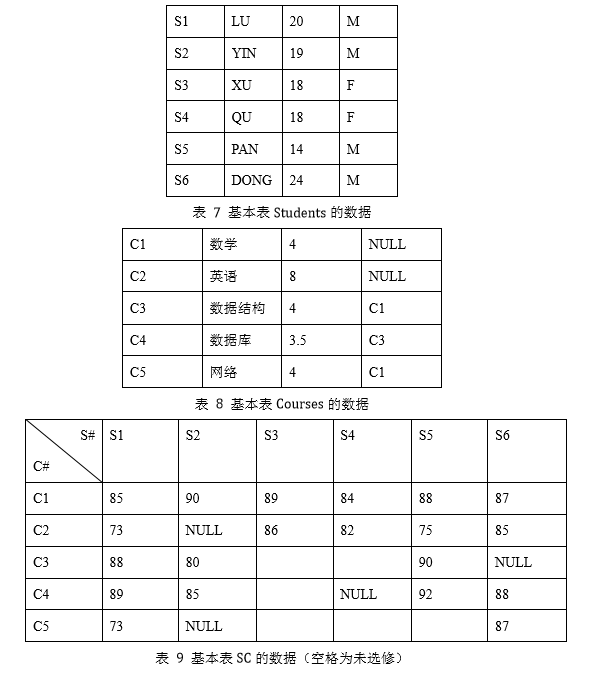 S1 LU 20 M
S2 YIN 19 M
S3 XU 18 F
S4 QU 18 F
S5 PAN 14 M
S6 DONG 24 M
表 7 基本表 Students 的数据
C1 数学 4 NULL
C2 英语 8 NULL
C3 数据结构 4 C1
C4 数据库 3.5 C3
C5 网络 4 C1
表 8 基本表 Courses 的数据
S# S1 S2 S3 S4 S5 S6
C#
C1 85 90 89 84 88 87
C2 73 NULL 86 82 75 85
C3 88 80 90 NULL
C4 89 85 NULL 92 88
C5 73 NULL 87
表 9 基本表 SC 的数据（空格为未选修）